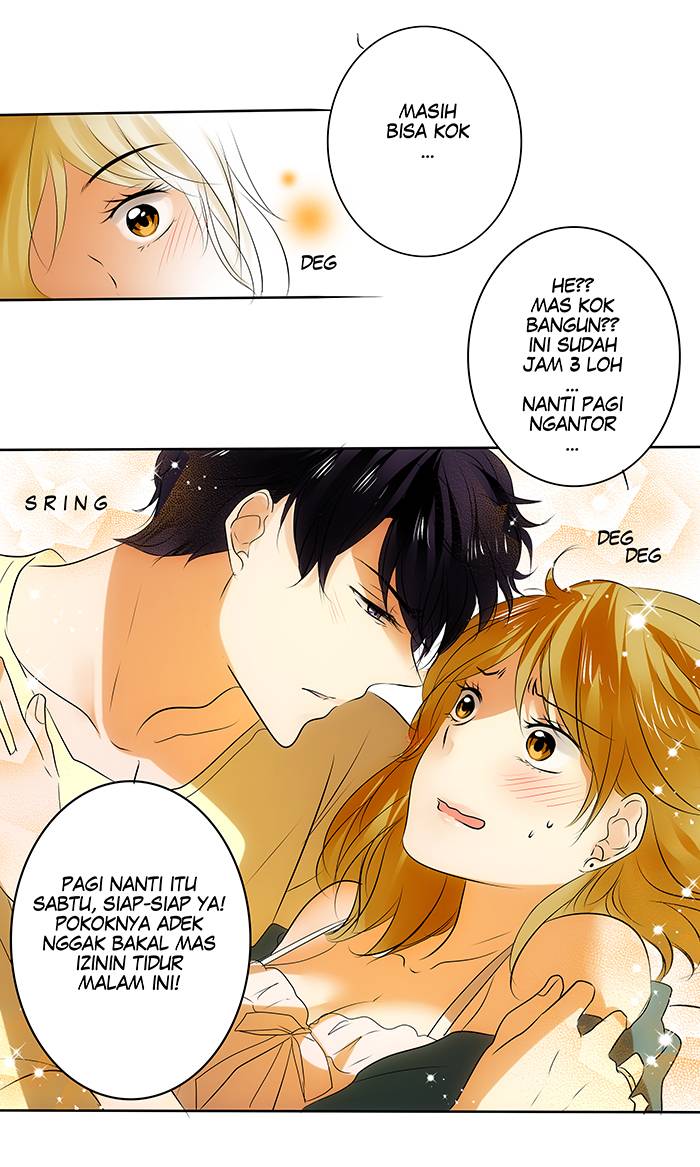 MASIH
BISA KOK
...
DEG
HE??
MAS KOK
BANGUN??
INI SUDAH
JAM 3 LOH
...
NANTI PAGI
NGANTOR
...
SRING
DEG
DEG
PAGI NANTI ITU
SABTU, SIAP-SIAP YA!
POKOKNYA ADEK
NGGAK BAKAL MAS
IZININ TIDUR
MALAM INI!